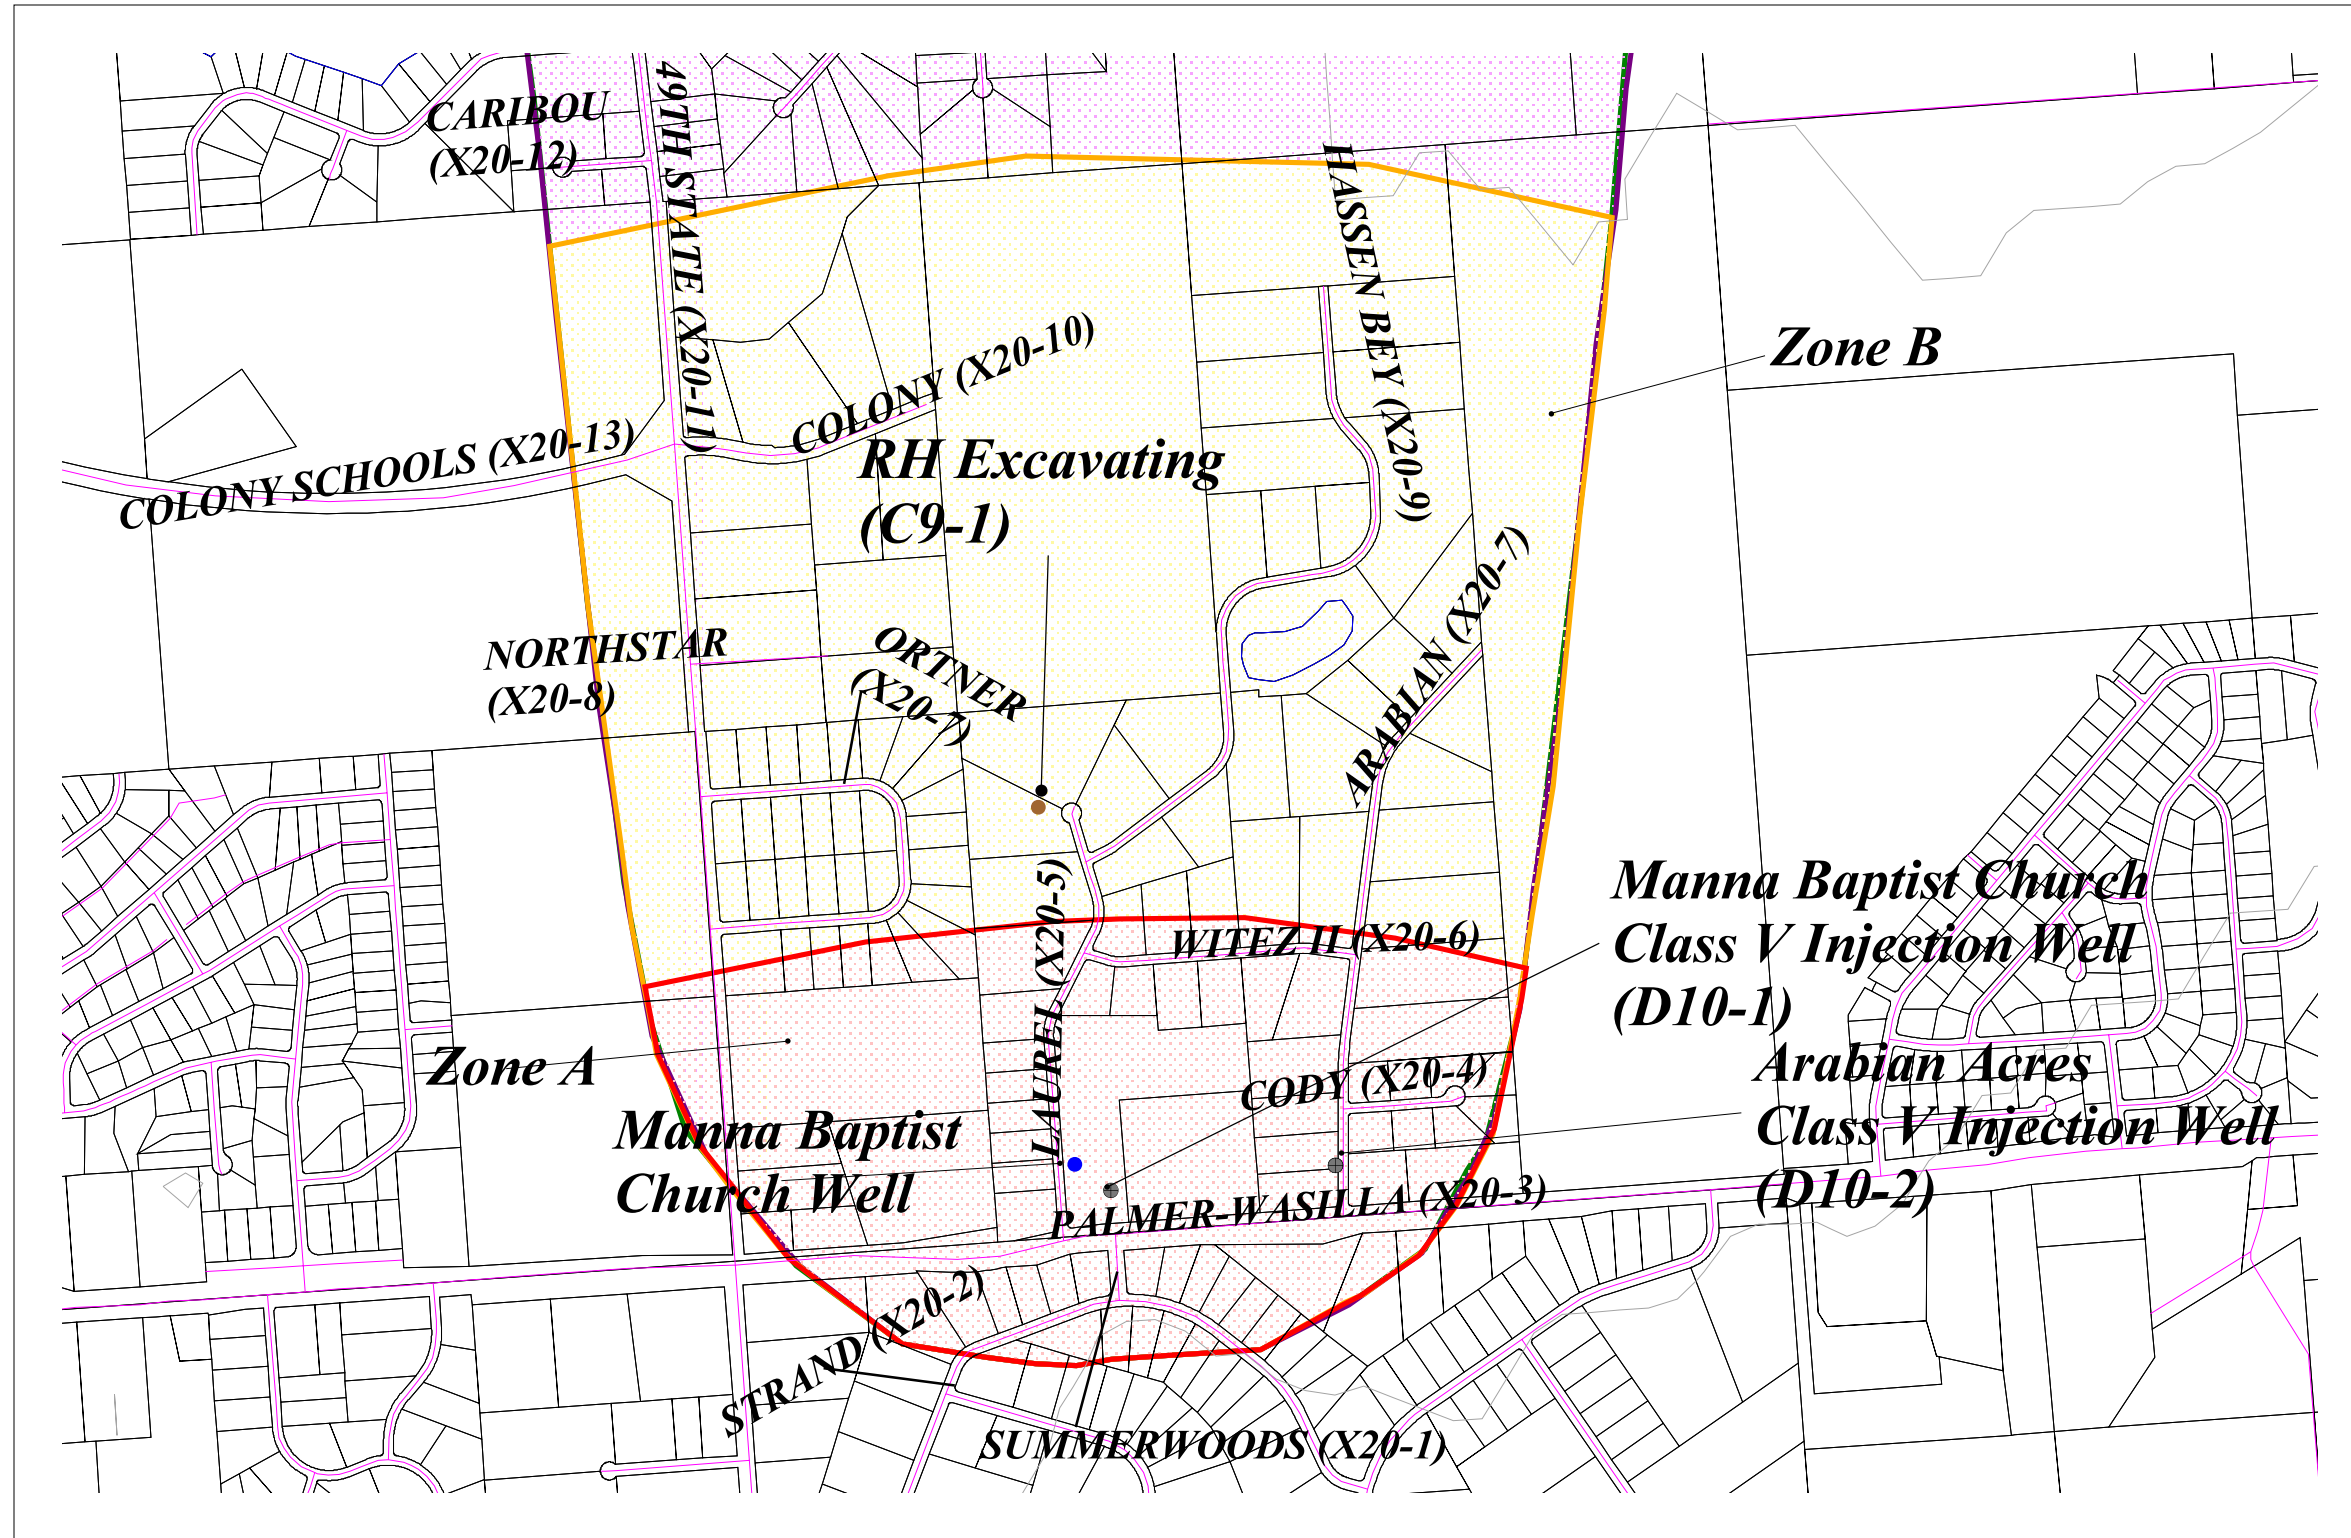 CARIBOU
(X20-12)
49TH STATE (X20-11)
HASSEN BEY (X20-9)
Zone B
COLONY (X20-10)
COLONY SCHOOLS (X20-13)
RH Excavating
(C9-1)
ARABIAN (X20-7)
NORTHSTAR
(X20-8)
ORTNER
(X20-7)
Manna Baptist Church
Class V Injection Well
(D10-1)
LAUREL (X20-5)
WITEZ II (X20-6)
Zone A
CODY (X20-4)
Arabian Acres
Class V Injection Well
(D10-2)
Manna Baptist
Church Well
PALMER-WASILLA (X20-3)
STRAND (X20-2)
SUMMERWOODS (X20-1)